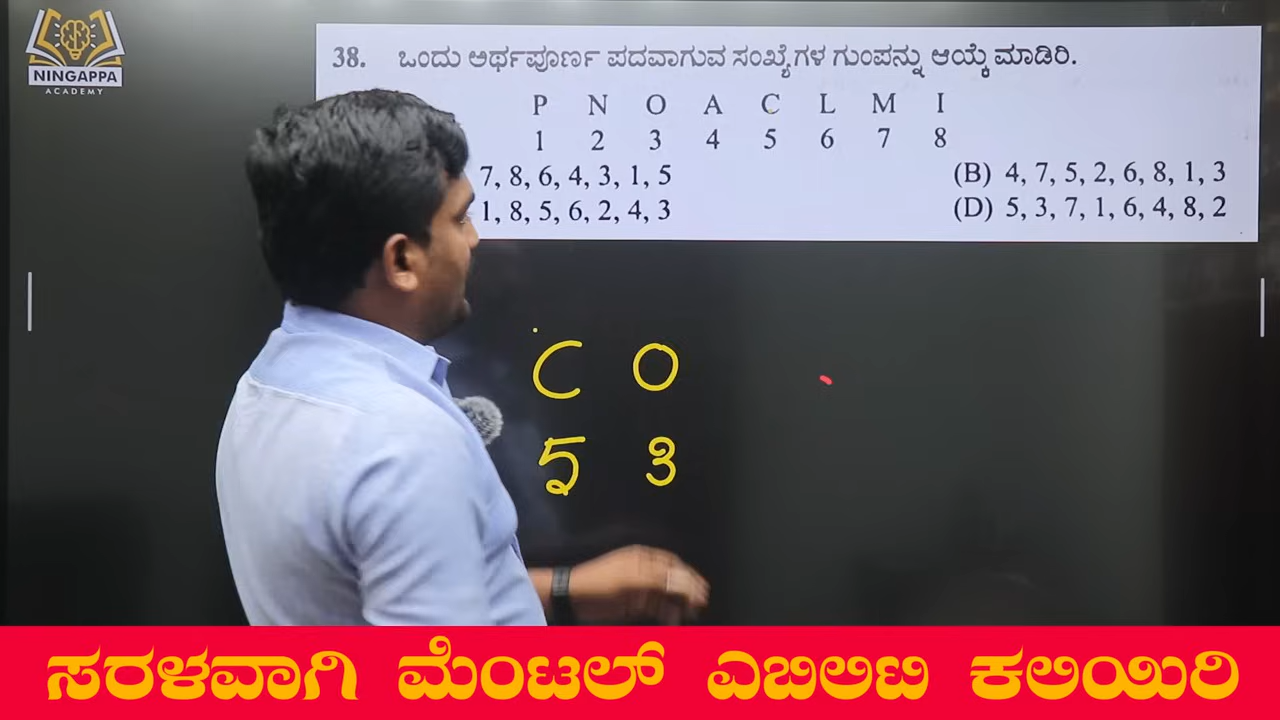 NINGAPPA
ACADEMY
38. ಒಂದು ಅರ್ಥಪೂರ್ಣ ಪದವಾಗುವ ಸಂಖ್ಯೆಗಳ ಗುಂಪನ್ನು ಆಯ್ಕೆ ಮಾಡಿರಿ.
P N O A C L M I
1 2 3 4 5 6 7 8
7, 8, 6, 4, 3, 1, 5 (B) 4, 7, 5, 2, 6, 8, 1, 3
1, 8, 5, 6, 2, 4, 3 (D) 5, 3, 7, 1, 6, 4, 8, 2
C O
5 3
ಸರಳವಾಗಿ ಮೆಂಟಲ್ ಎಬಿಲಿಟಿ ಕಲಿಯಿರಿ